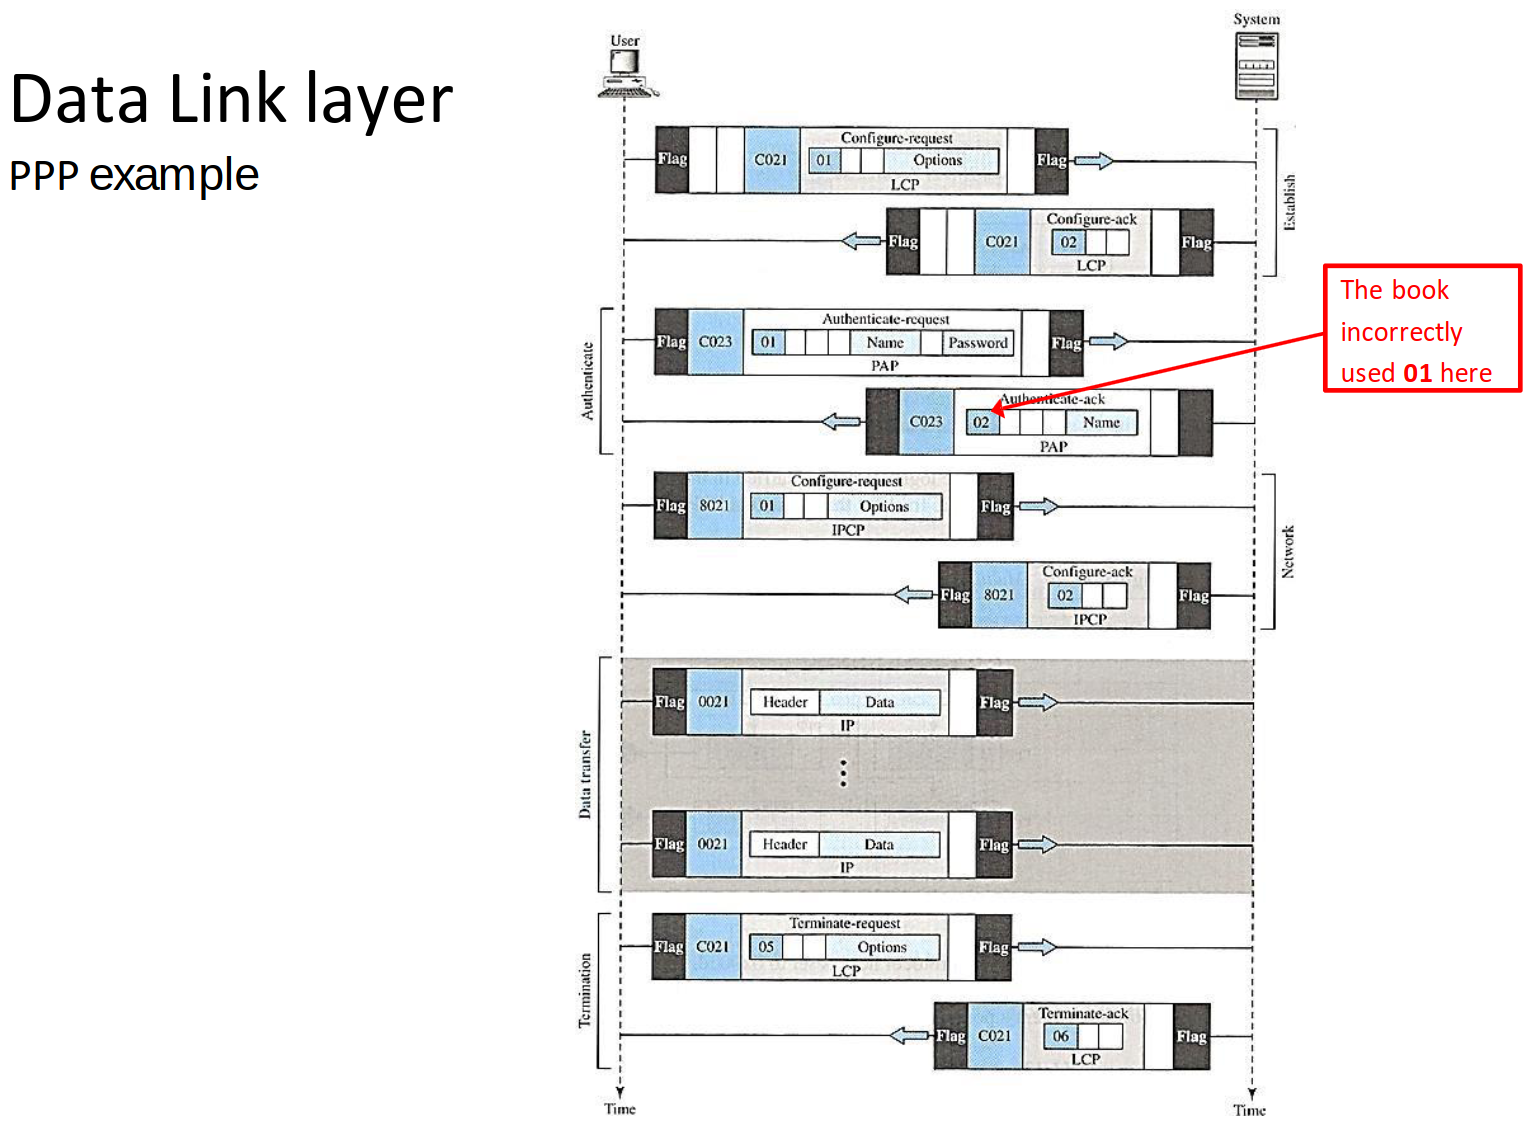 Data Link layer
PPP example
User
System
Configure-request
Flag
C021
01
Options
Flag
LCP
Establish
Configure-ack
Flag
C021
02
Flag
LCP
The book
incorrectly
used 01 here
Authenticate
Authenticate-request
Flag
C023
01
Name
Password
Flag
PAP
Authenticate-ack
C023
02
Name
PAP
Network
Configure-request
Flag
8021
01
Options
Flag
IPCP
Configure-ack
Flag
8021
02
Flag
IPCP
Data transfer
Flag
0021
Header
Data
Flag
IP
Flag
0021
Header
Data
Flag
IP
Termination
Terminate-request
Flag
C021
05
Options
Flag
LCP
Terminate-ack
Flag
C021
06
Flag
LCP
Time
Time